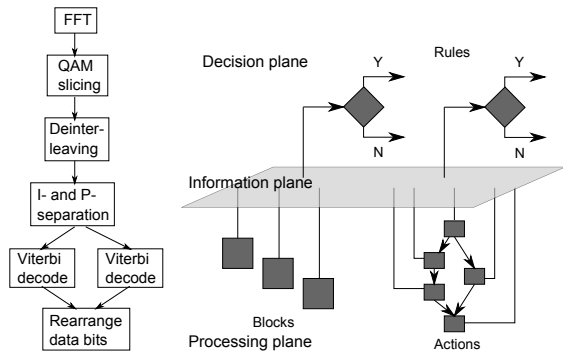 FFT
QAM
slicing
Deinter-
leaving
I- and P-
separation
Viterbi
decode
Viterbi
decode
Rearrange
data bits
Decision plane
Y
N
Rules
Y
N
Information plane
Blocks
Processing plane
Actions